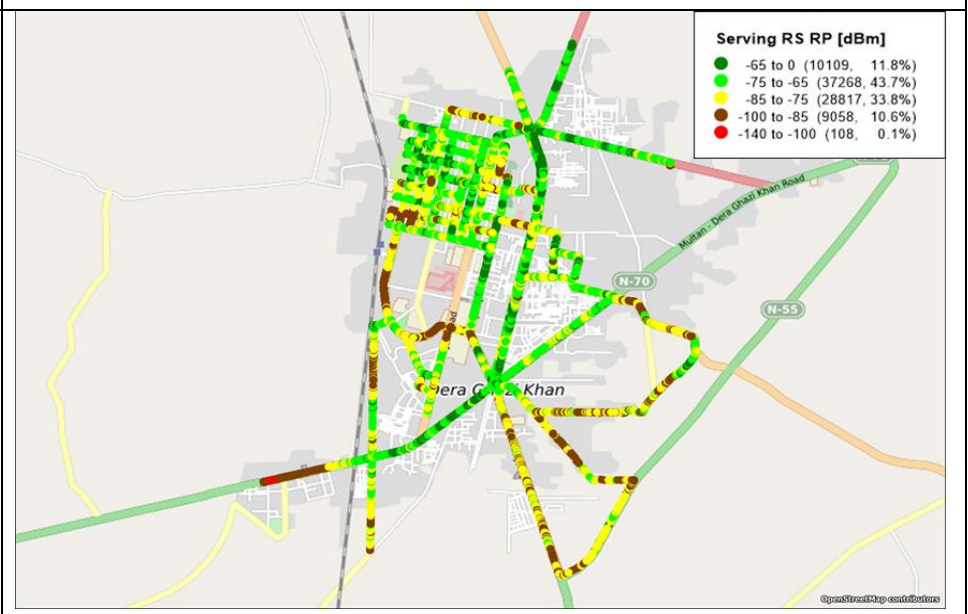 Serving RS RP [dBm]
-65 to 0 (10109, 11.8%)
-75 to -65 (37268, 43.7%)
-85 to -75 (28817, 33.8%)
-100 to -85 (9058, 10.6%)
-140 to -100 (108, 0.1%)
Multan - Dera Ghazi Khan Road
N-70
N-55
Dera Ghazi Khan
OpenStreetMap contributors